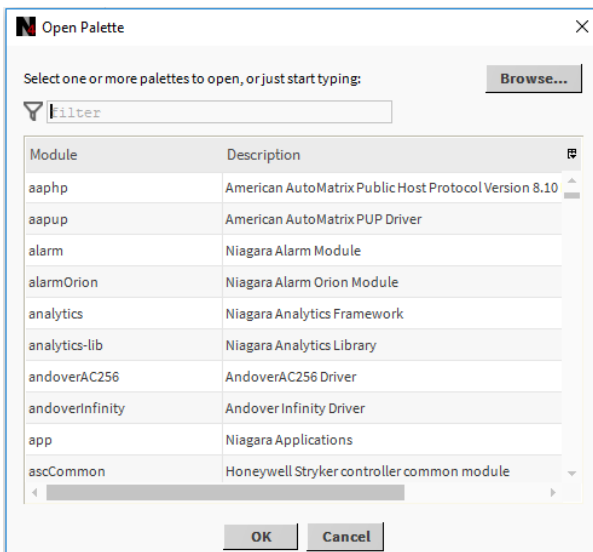 Open Palette
Select one or more palettes to open, or just start typing:
Browse...
filter
Module Description
aaphp American AutoMatrix Public Host Protocol Version 8.10
aapup American AutoMatrix PUP Driver
alarm Niagara Alarm Module
alarmOrion Niagara Alarm Orion Module
analytics Niagara Analytics Framework
analytics-lib Niagara Analytics Library
andoverAC256 AndoverAC256 Driver
andoverInfinity Andover Infinity Driver
app Niagara Applications
ascCommon Honeywell Stryker controller common module
OK Cancel